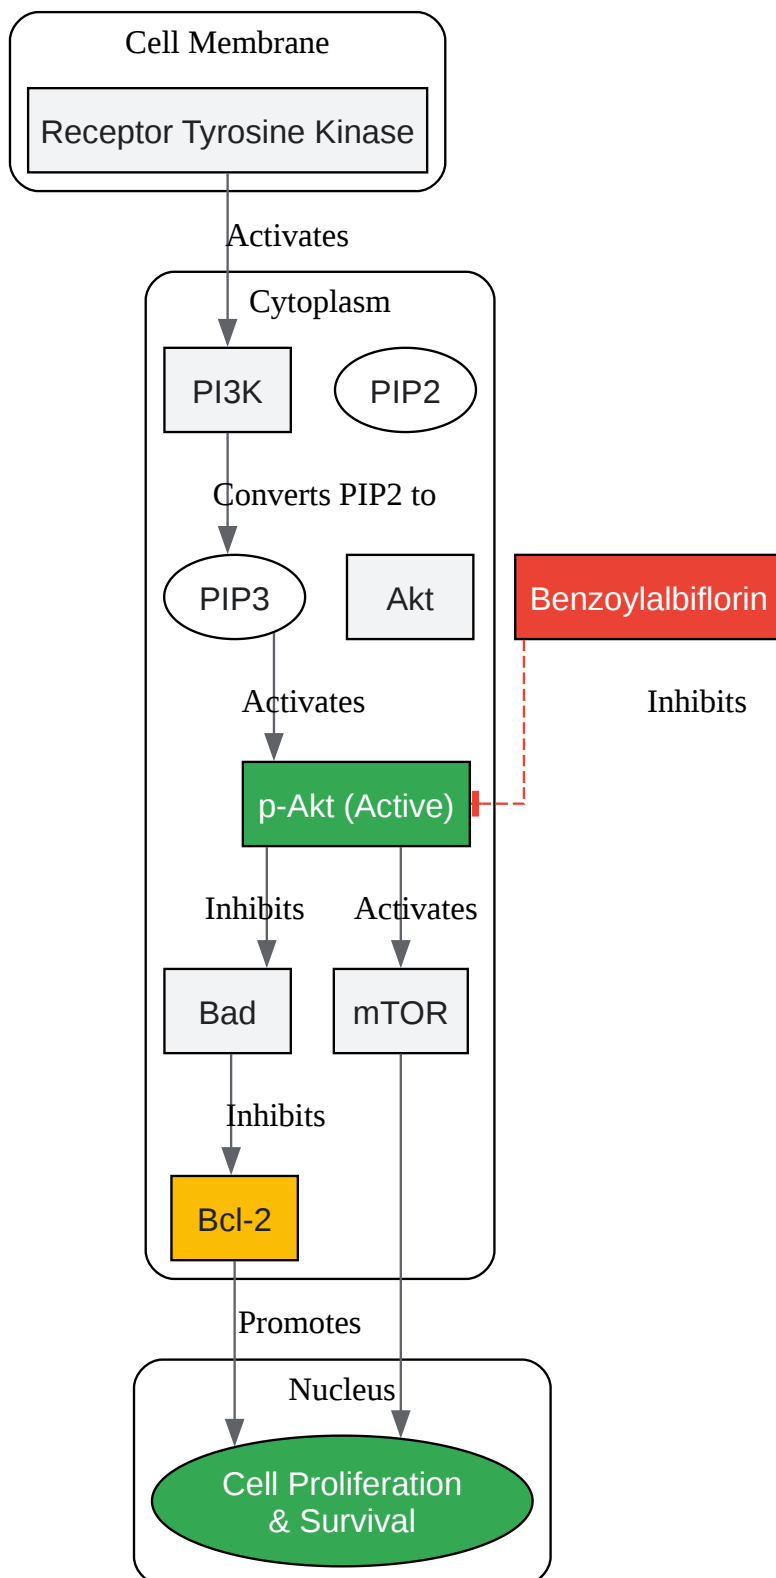 Cell Membrane
Receptor Tyrosine Kinase
Activates
Cytoplasm
PI3K
PIP2
Converts PIP2 to
PIP3
Akt
Benzoylalbiflorin
Activates
Inhibits
p-Akt (Active)
Inhibits
Activates
Bad
mTOR
Inhibits
Bcl-2
Promotes
Nucleus
Cell Proliferation
& Survival